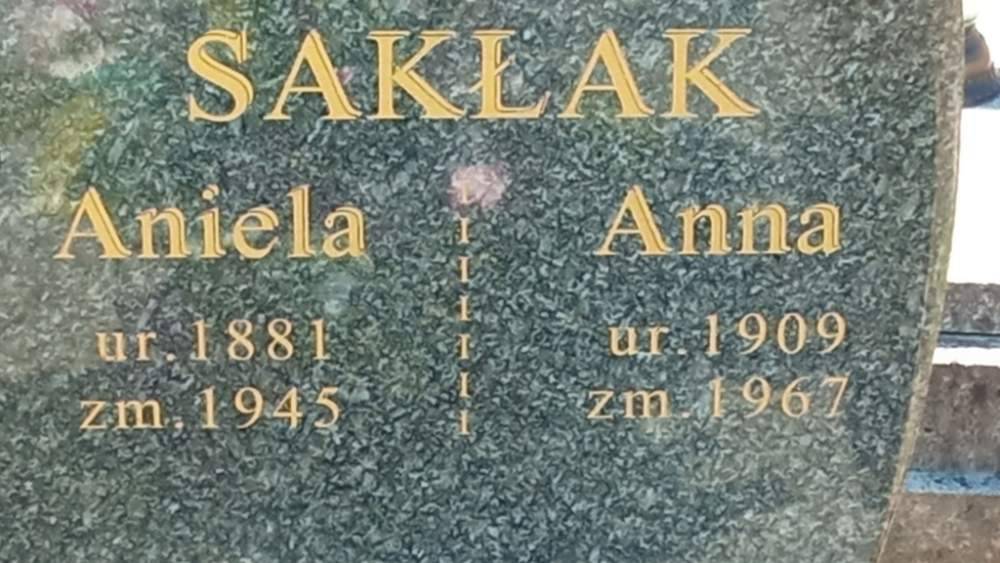 SAKŁAK
Aniela
ur. 1881
zm. 1945
Anna
ur. 1909
zm. 1967